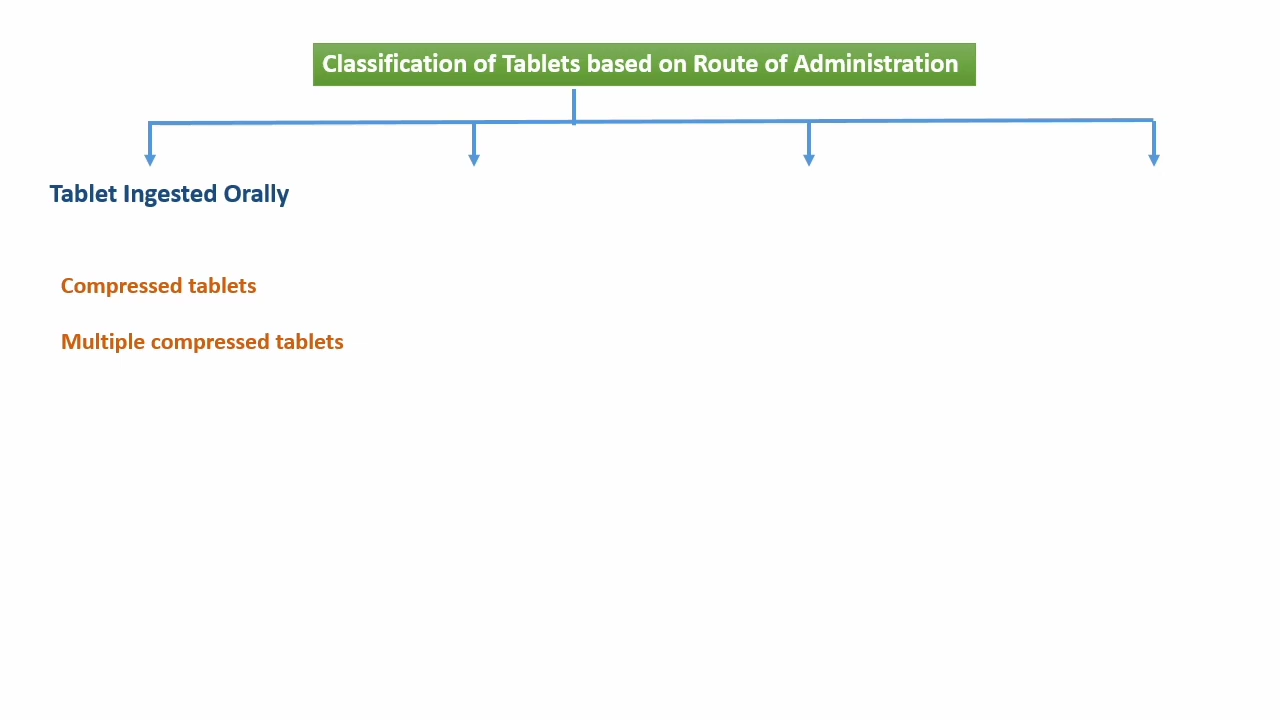 Classification of Tablets based on Route of Administration
Tablet Ingested Orally
Compressed tablets
Multiple compressed tablets